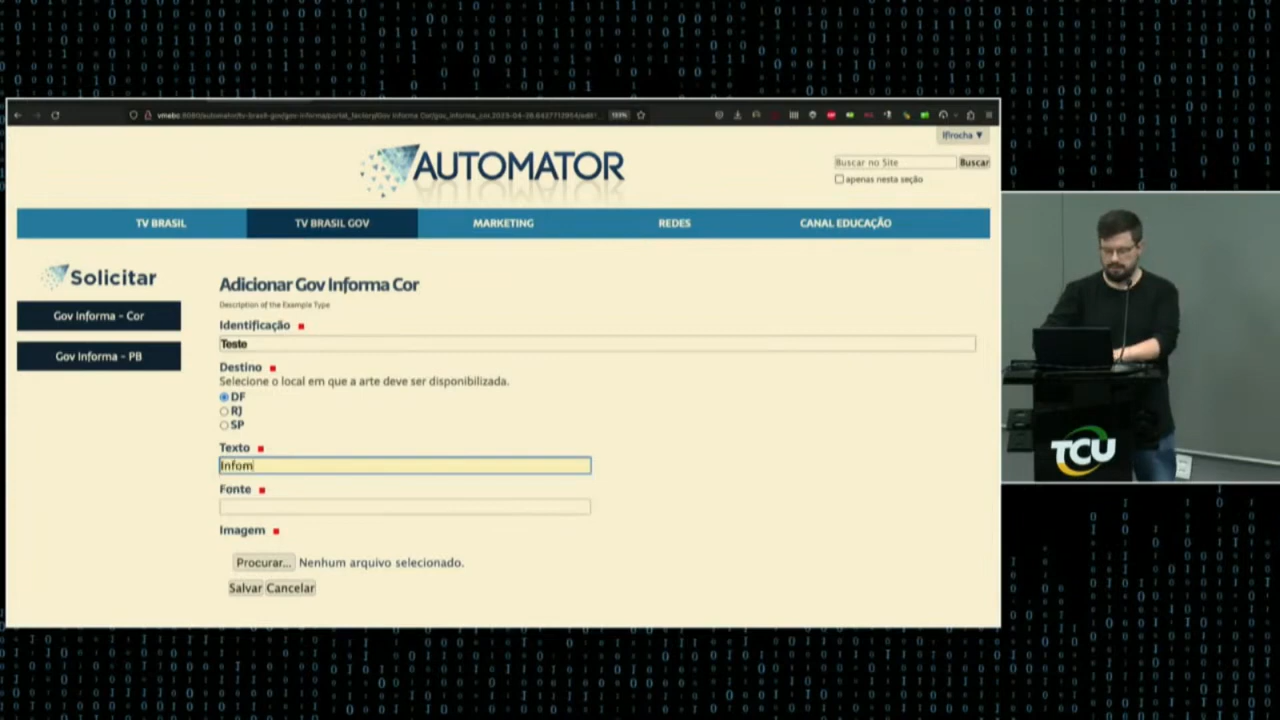 lfirocha ▼
AUTOMATOR
Buscar no Site
Buscar
apenas nesta seção
TV BRASIL
TV BRASIL GOV
MARKETING
REDES
CANAL EDUCAÇÃO
Solicitar
Gov Informa - Cor
Gov Informa - PB
Adicionar Gov Informa Cor
Description of the Example Type
Identificação
Teste
Destino
Selecione o local em que a arte deve ser disponibilizada.
DF
RJ
SP
Texto
Infom
Fonte
Imagem
Procurar... Nenhum arquivo selecionado.
Salvar Cancelar
TCU